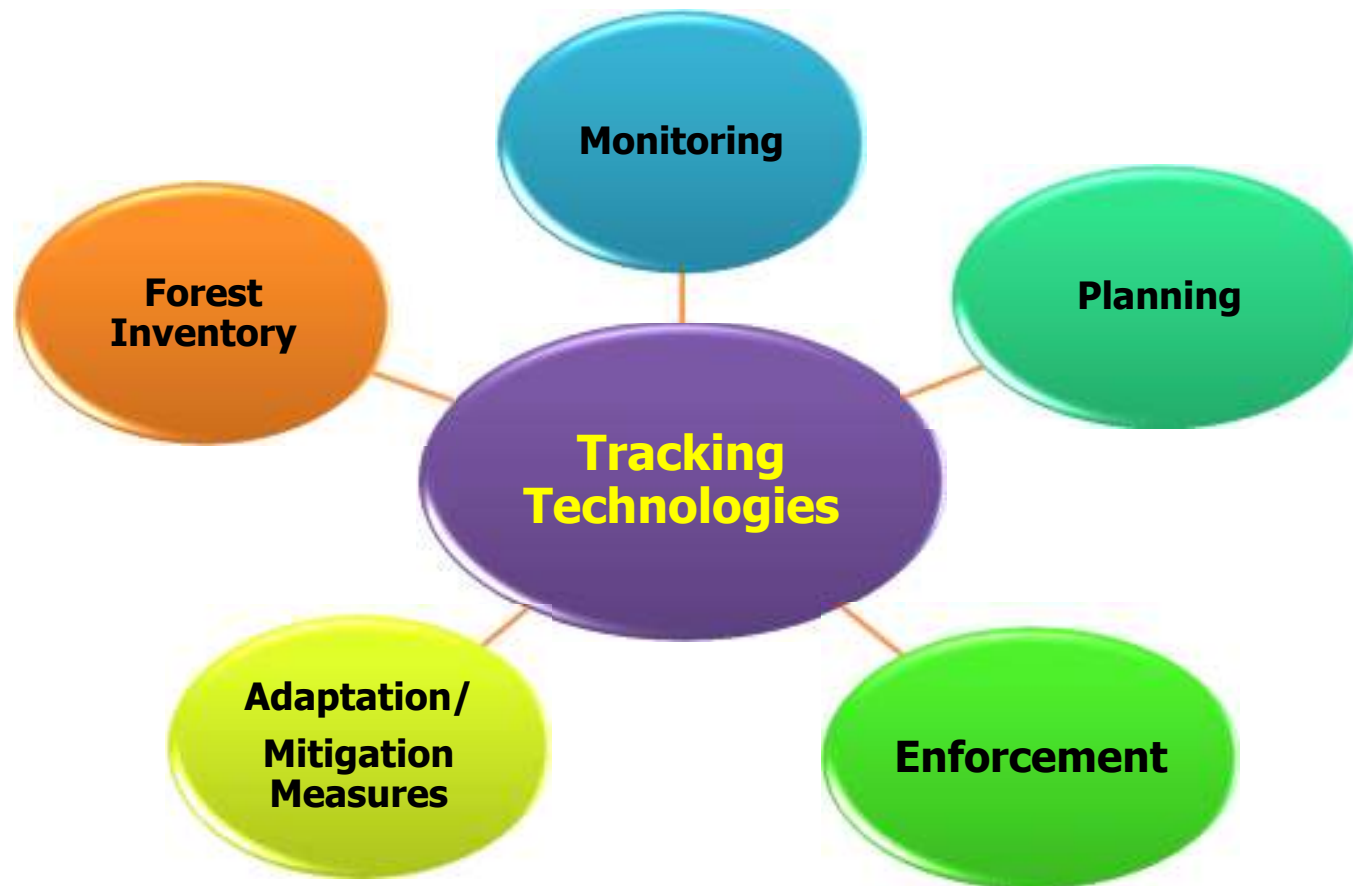 Monitoring
Forest
Inventory
Planning
Tracking
Technologies
Adaptation/
Mitigation
Measures
Enforcement